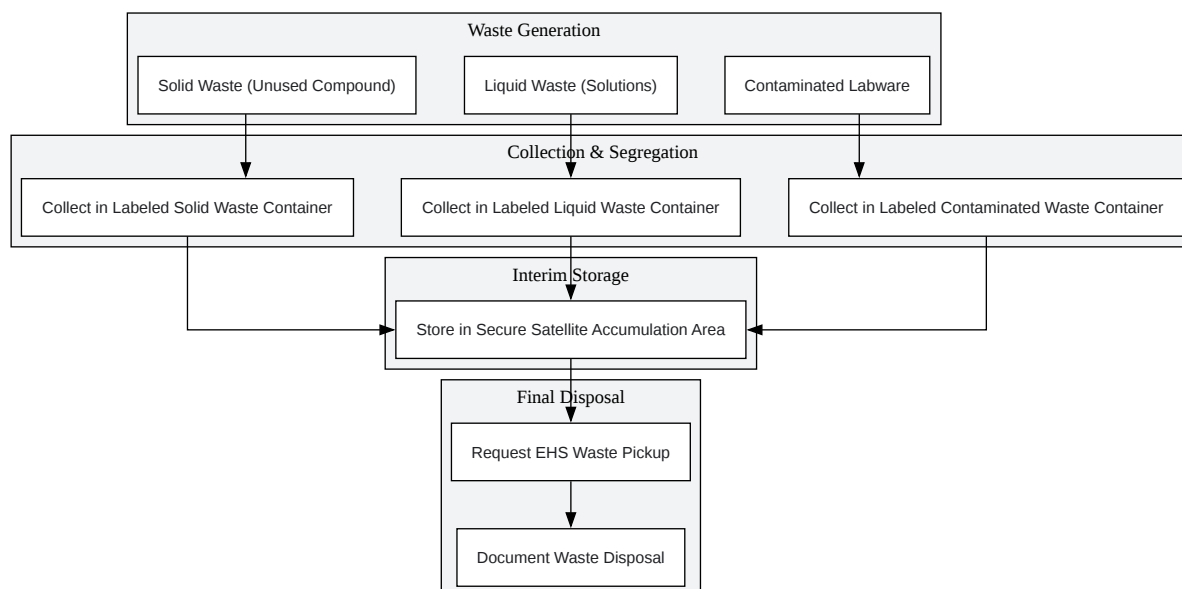 Waste Generation
Solid Waste (Unused Compound)
Liquid Waste (Solutions)
Contaminated Labware
Collection & Segregation
Collect in Labeled Solid Waste Container
Collect in Labeled Liquid Waste Container
Collect in Labeled Contaminated Waste Container
Interim Storage
Store in Secure Satellite Accumulation Area
Final Disposal
Request EHS Waste Pickup
Document Waste Disposal